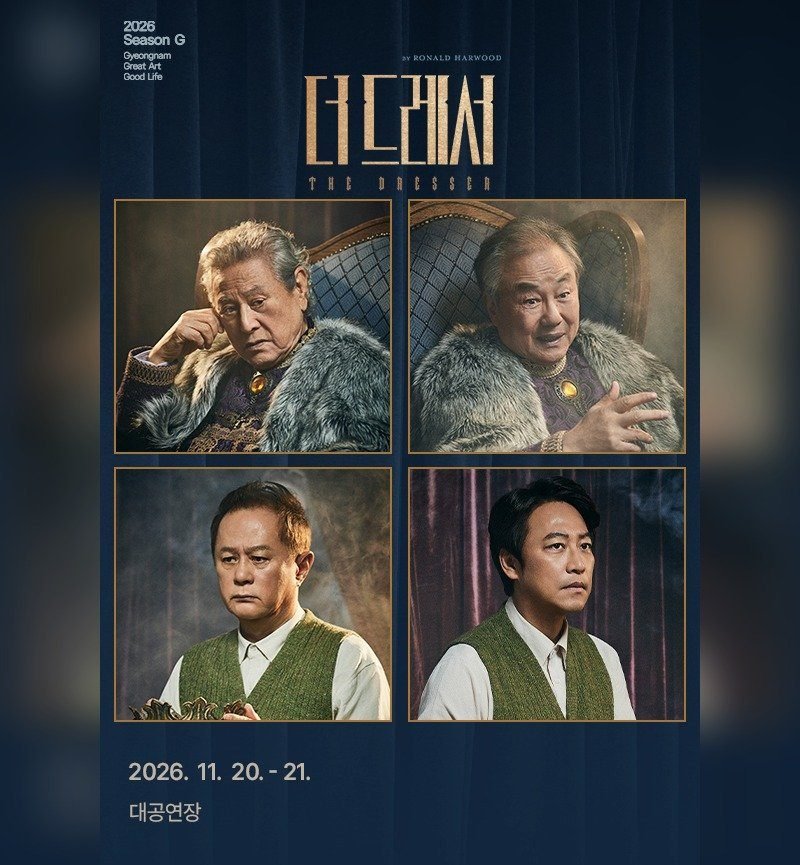 2026
Season G
Gyeongnam
Great Art
Good Life
BY RONALD HARWOOD
더 드레서
THE DRESSER
2026. 11. 20. - 21.
대공연장